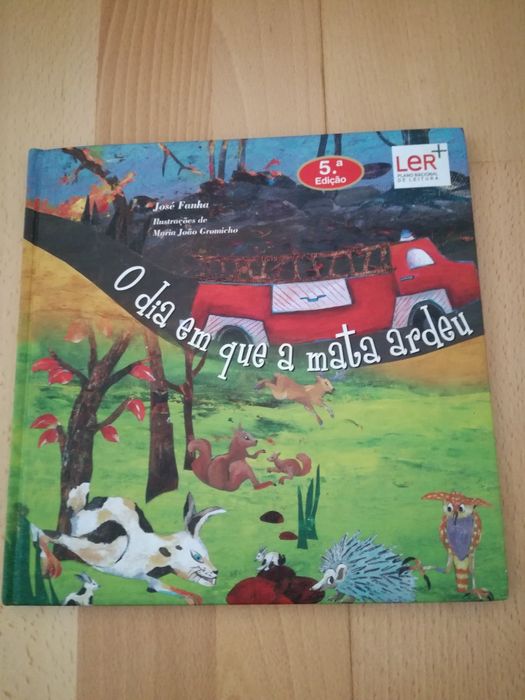 5.ª
Edição
LeR+
PLANO NACIONAL
DE LEITURA
José Fanha
Ilustrações de
Maria João Gromicho
O dia em que a mata ardeu